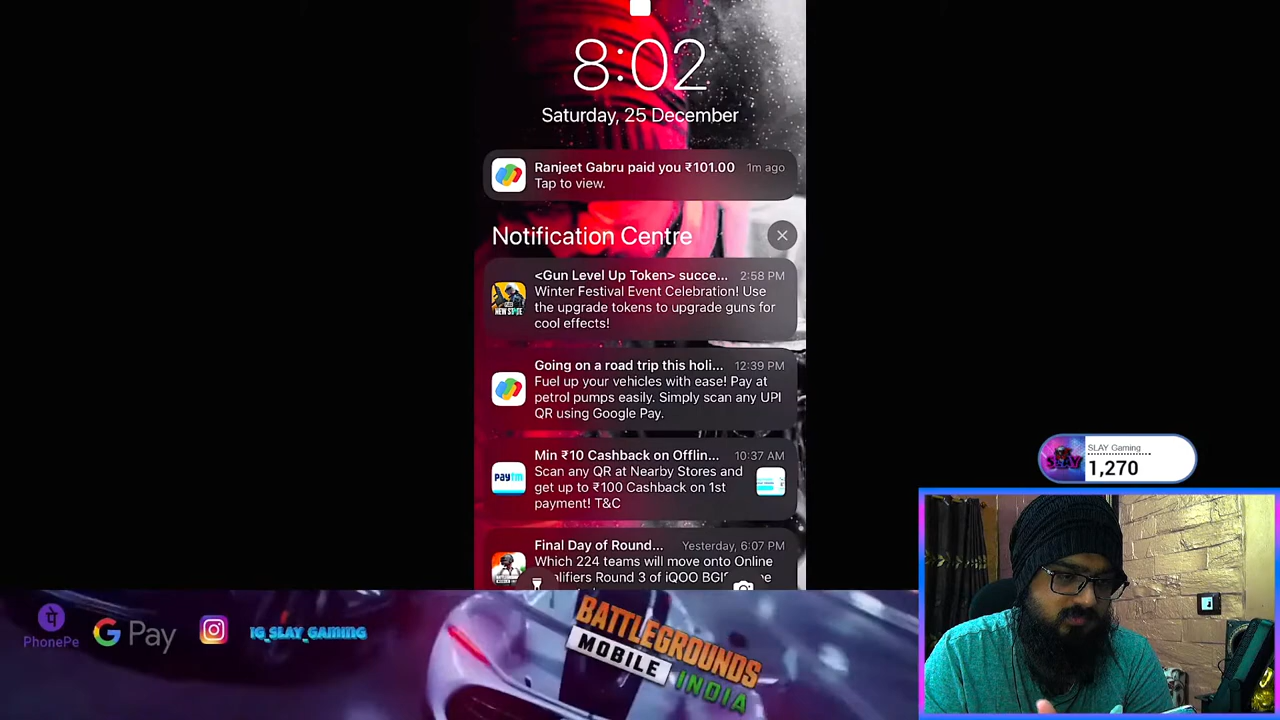 8:02
Saturday, 25 December
Ranjeet Gabru paid you ₹101.00 1m ago
Tap to view.
Notification Centre
<Gun Level Up Token> succe... 2:58 PM
Winter Festival Event Celebration! Use
the upgrade tokens to upgrade guns for
cool effects!
NEW STATE
Going on a road trip this holi... 12:39 PM
Fuel up your vehicles with ease! Pay at
petrol pumps easily. Simply scan any UPI
QR using Google Pay.
Min ₹10 Cashback on Offlin... 10:37 AM
Scan any QR at Nearby Stores and
get up to ₹100 Cashback on 1st
payment! T&C
paytm
Final Day of Round... Yesterday, 6:07 PM
Which 224 teams will move onto Online
SLAY Gaming
1,270
SLAY
PhonePe
G Pay
IG_SLAY_GAMING
BATTLEGROUNDS
MOBILE
INDIA